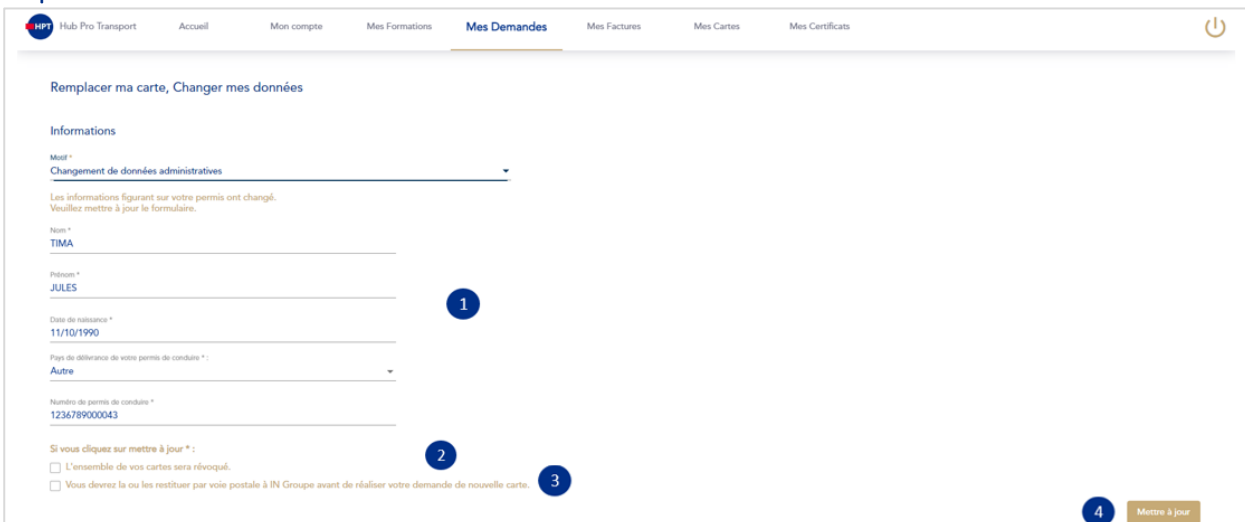 HPT Hub Pro Transport Accueil Mon compte Mes Formations Mes Demandes Mes Factures Mes Cartes Mes Certificats
Remplacer ma carte, Changer mes données
Informations
Motif *
Changement de données administratives
Les informations figurant sur votre permis ont changé.
Veuillez mettre à jour le formulaire.
Nom *
TIMA
Prénom *
JULES
1
Date de naissance *
11/10/1990
Pays de délivrance de votre permis de conduire * :
Autre
Numéro de permis de conduire *
1236789000043
Si vous cliquez sur mettre à jour * :
2
L'ensemble de vos cartes sera révoqué.
Vous devrez la ou les restituer par voie postale à IN Groupe avant de réaliser votre demande de nouvelle carte.
3
4 Mettre à jour